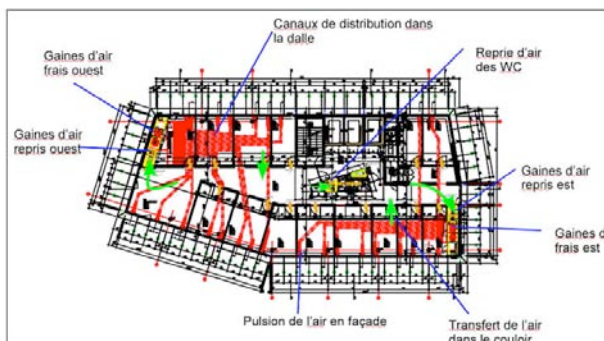 Canaux de distribution dans
la dalle
Gaines d'air
frais ouest
Reprie d'air
des WC
Gaines d'air
repris ouest
Gaines d'air
repris est
Gaines d
frais est
Pulsion de l'air en façade
Transfert de l'air
dans le couloir